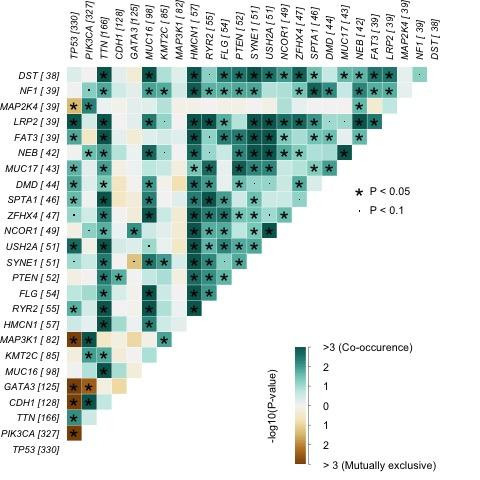 TP53 [330]
PIK3CA [327]
TTN [166]
CDH1 [128]
GATA3 [125]
MUC16 [ 98]
KMT2C [ 85]
MAP3K1 [ 82]
HMCN1 [ 57]
RYR2 [ 55]
FLG [ 54]
PTEN [ 52]
SYNE1 [ 51]
USH2A [ 51]
NCOR1 [ 49]
ZFHX4 [ 47]
SPTA1 [ 46]
DMD [ 44]
MUC17 [ 43]
NEB [ 42]
FAT3 [ 39]
LRP2 [ 39]
MAP2K4 [ 39]
NF1 [ 39]
DST [ 38]
DST [ 38]
NF1 [ 39]
MAP2K4 [ 39]
LRP2 [ 39]
FAT3 [ 39]
NEB [ 42]
MUC17 [ 43]
DMD [ 44]
SPTA1 [ 46]
ZFHX4 [ 47]
NCOR1 [ 49]
USH2A [ 51]
SYNE1 [ 51]
PTEN [ 52]
FLG [ 54]
RYR2 [ 55]
HMCN1 [ 57]
MAP3K1 [ 82]
KMT2C [ 85]
MUC16 [ 98]
GATA3 [125]
CDH1 [128]
TTN [166]
PIK3CA [327]
TP53 [330]
* P < 0.05
· P < 0.1
-log10(P-value)
>3 (Co-occurence)
2
1
0
1
2
> 3 (Mutually exclusive)